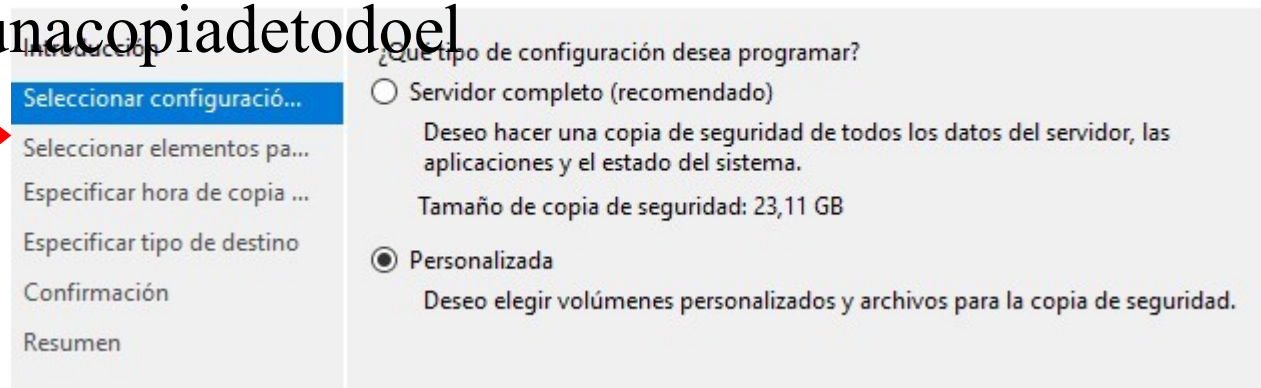 unacopiadetodoel
Introducción
Seleccionar configuració...
Seleccionar elementos pa...
Especificar hora de copia ...
Especificar tipo de destino
Confirmación
Resumen
¿Qué tipo de configuración desea programar?
Servidor completo (recomendado)
Deseo hacer una copia de seguridad de todos los datos del servidor, las
aplicaciones y el estado del sistema.
Tamaño de copia de seguridad: 23,11 GB
Personalizada
Deseo elegir volúmenes personalizados y archivos para la copia de seguridad.